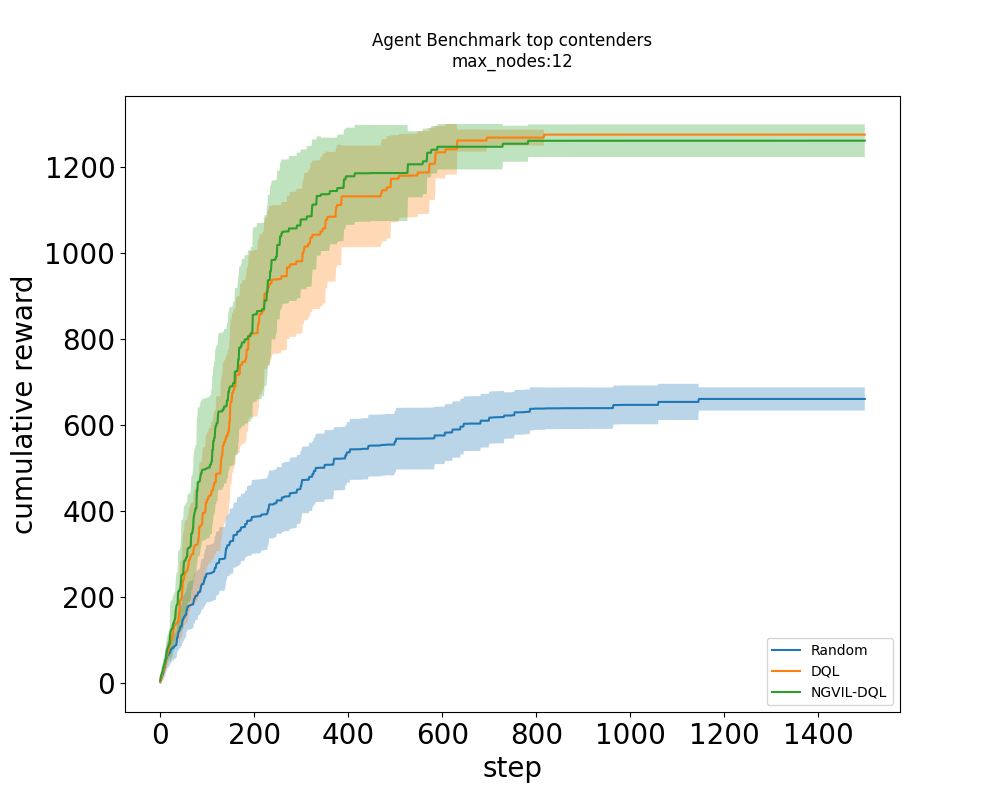 Agent Benchmark top contenders
max_nodes:12
cumulative reward
1200
1000
800
600
400
200
0
0 200 400 600 800 1000 1200 1400
step
Random
DQL
NGVIL-DQL